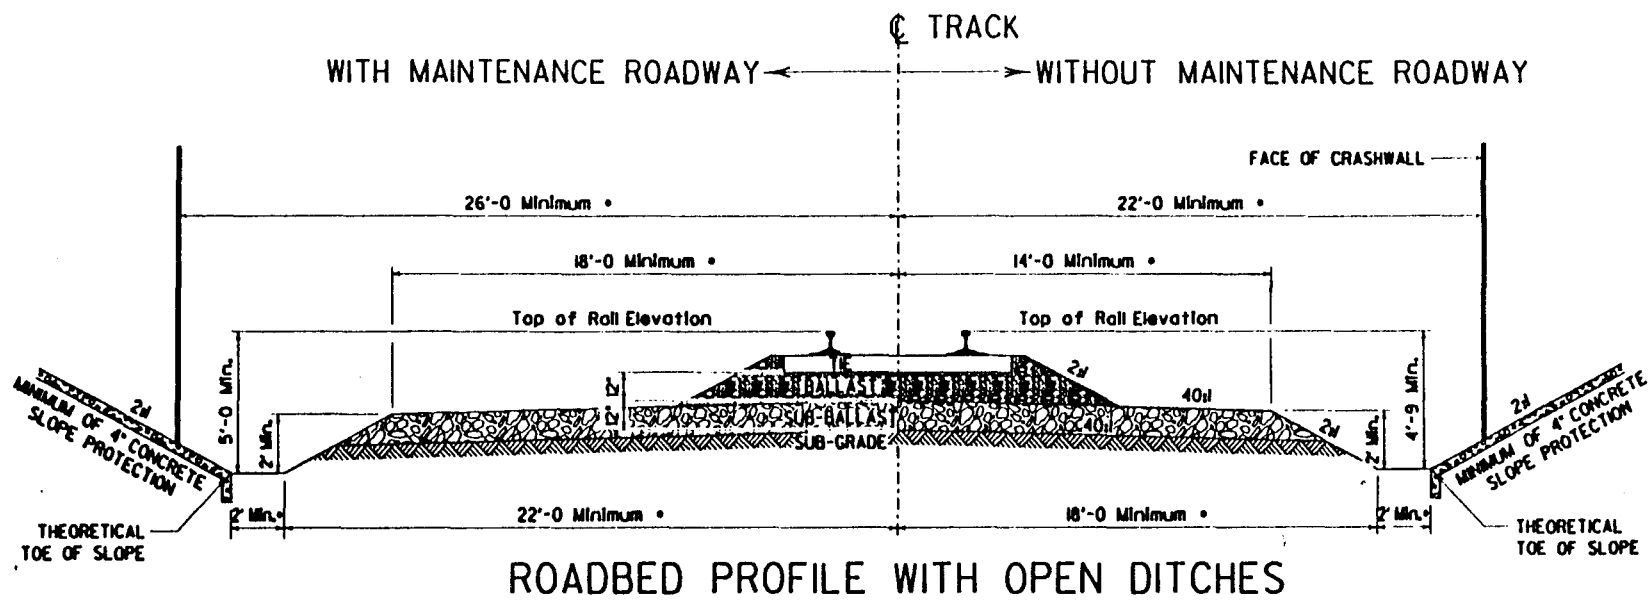 ℄ TRACK
WITH MAINTENANCE ROADWAY
WITHOUT MAINTENANCE ROADWAY
FACE OF CRASHWALL
26'-0 Minimum •
22'-0 Minimum •
18'-0 Minimum •
14'-0 Minimum •
Top of Rail Elevation
Top of Rail Elevation
5'-0 Min.
2' Min.
12" 12"
TIE
BALLAST
SUB-BALLAST
SUB-GRADE
2:1
40:1
40:1
2:1
2' Min.
4'-9 Min.
2:1
MINIMUM OF 4" CONCRETE
SLOPE PROTECTION
2:1
MINIMUM OF 4" CONCRETE
SLOPE PROTECTION
THEORETICAL
TOE OF SLOPE
2' Min.•
22'-0 Minimum •
18'-0 Minimum •
2' Min.•
THEORETICAL
TOE OF SLOPE
ROADBED PROFILE WITH OPEN DITCHES